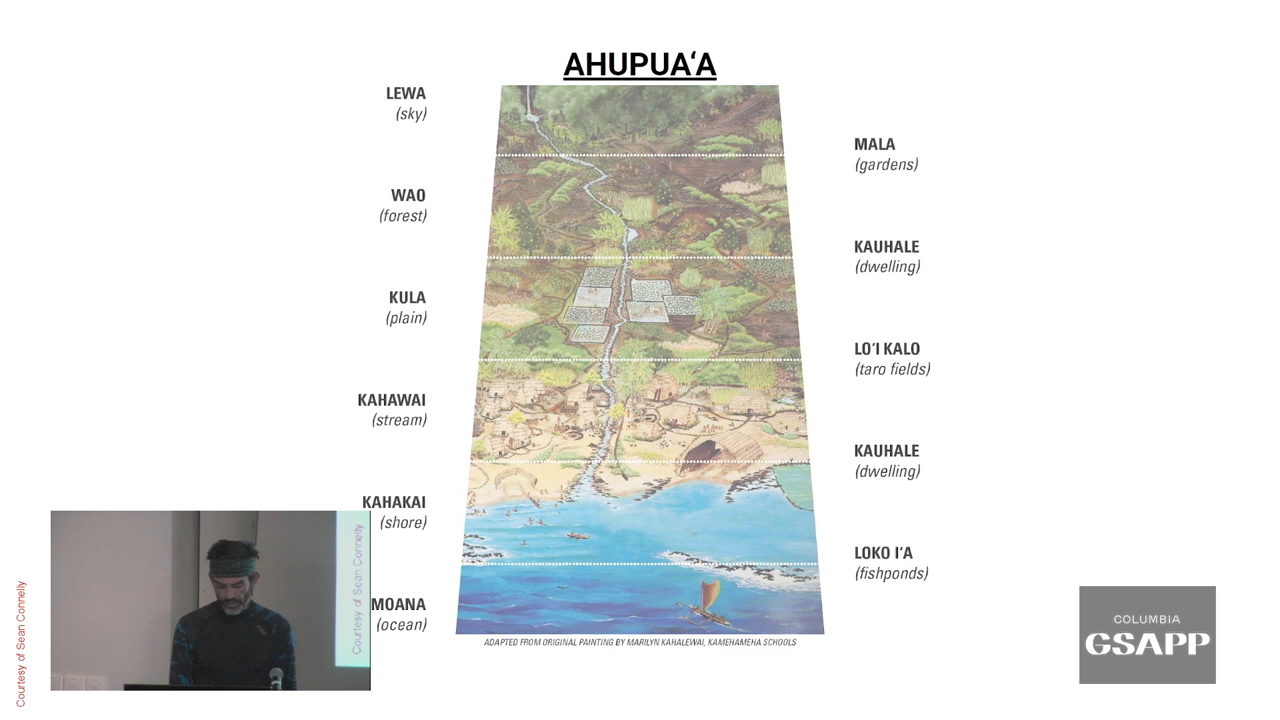 AHUPUAʻA
LEWA
(sky)
WAO
(forest)
KULA
(plain)
KAHAWAI
(stream)
KAHAKAI
(shore)
MOANA
(ocean)
MALA
(gardens)
KAUHALE
(dwelling)
LOʻI KALO
(taro fields)
KAUHALE
(dwelling)
LOKO IʻA
(fishponds)
ADAPTED FROM ORIGINAL PAINTING BY MARILYN KAHALEWAI, KAMEHAMEHA SCHOOLS
Courtesy of Sean Connelly
Courtesy of Sean Connelly
COLUMBIA
GSAPP